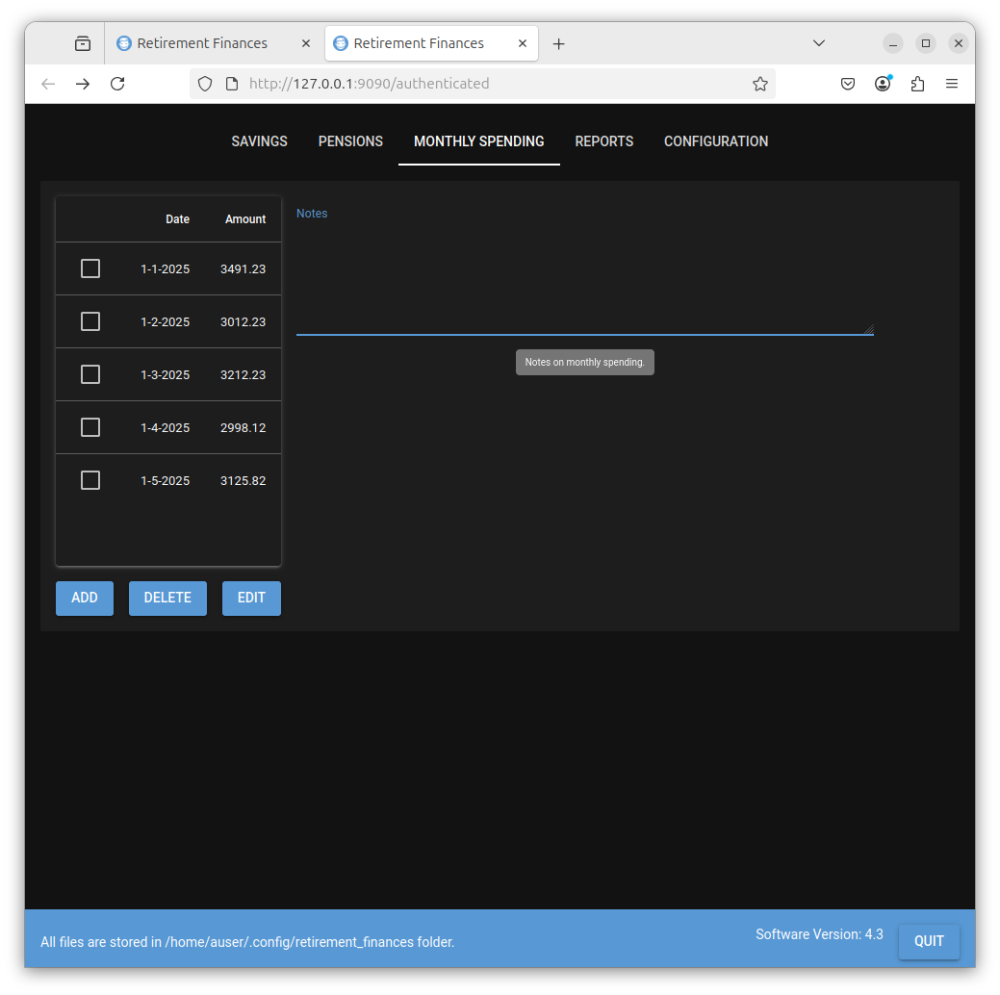 Retirement Finances
Retirement Finances
http://127.0.0.1:9090/authenticated
SAVINGS PENSIONS MONTHLY SPENDING REPORTS CONFIGURATION
Date Amount
1-1-2025 3491.23
1-2-2025 3012.23
1-3-2025 3212.23
1-4-2025 2998.12
1-5-2025 3125.82
ADD DELETE EDIT
Notes
Notes on monthly spending.
All files are stored in /home/auser/.config/retirement_finances folder.
Software Version: 4.3
QUIT